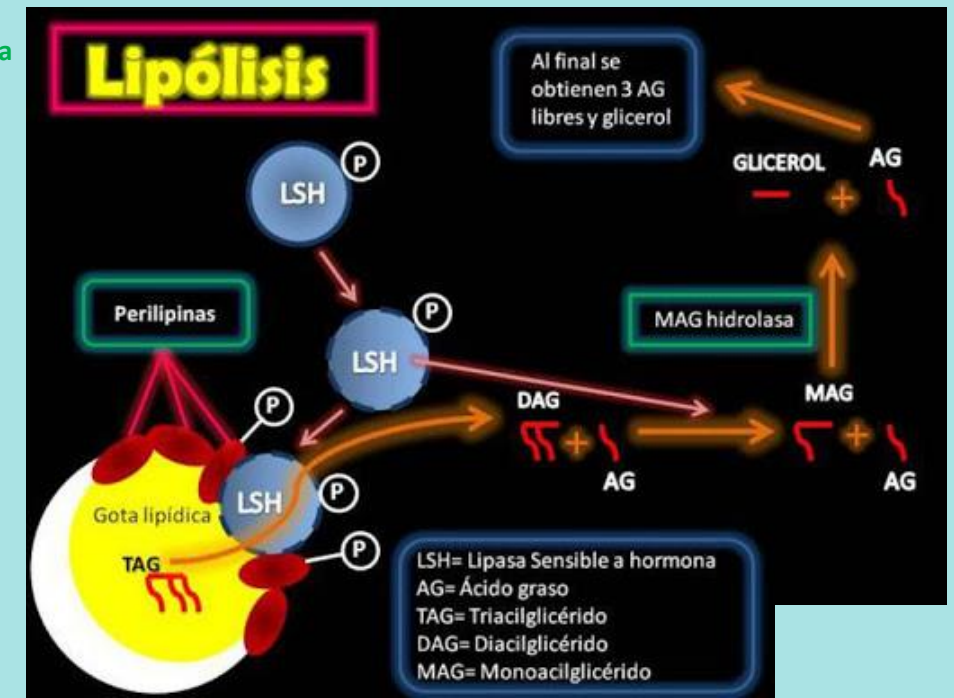 a
Lipólisis
Al final se
obtienen 3 AG
libres y glicerol
P
LSH
GLICEROL
AG
+
Perilipinas
P
LSH
MAG hidrolasa
P
DAG
+
AG
MAG
+
AG
LSH
P
Gota lipídica
TAG
P
LSH= Lipasa Sensible a hormona
AG= Ácido graso
TAG= Triacilglicérido
DAG= Diacilglicérido
MAG= Monoacilglicérido